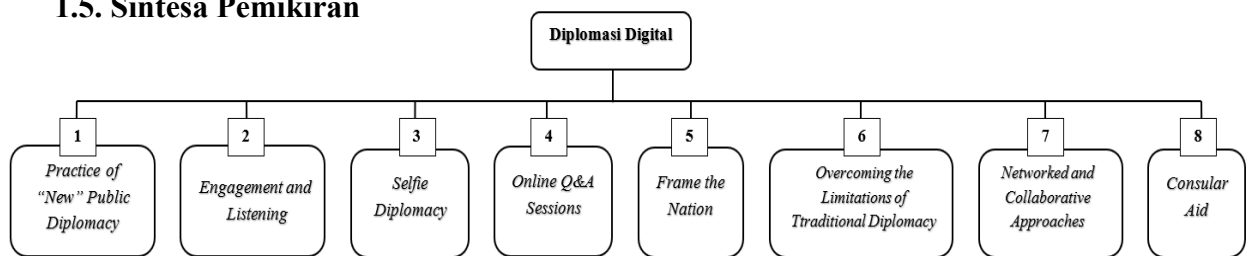 1.5. Sintesa Pemikiran
Diplomasi Digital
1
Practice of
“New” Public
Diplomacy
2
Engagement and
Listening
3
Selfie
Diplomacy
4
Online Q&A
Sessions
5
Frame the
Nation
6
Overcoming the
Limitations of
Ttraditional Diplomacy
7
Networked and
Collaborative
Approaches
8
Consular
Aid